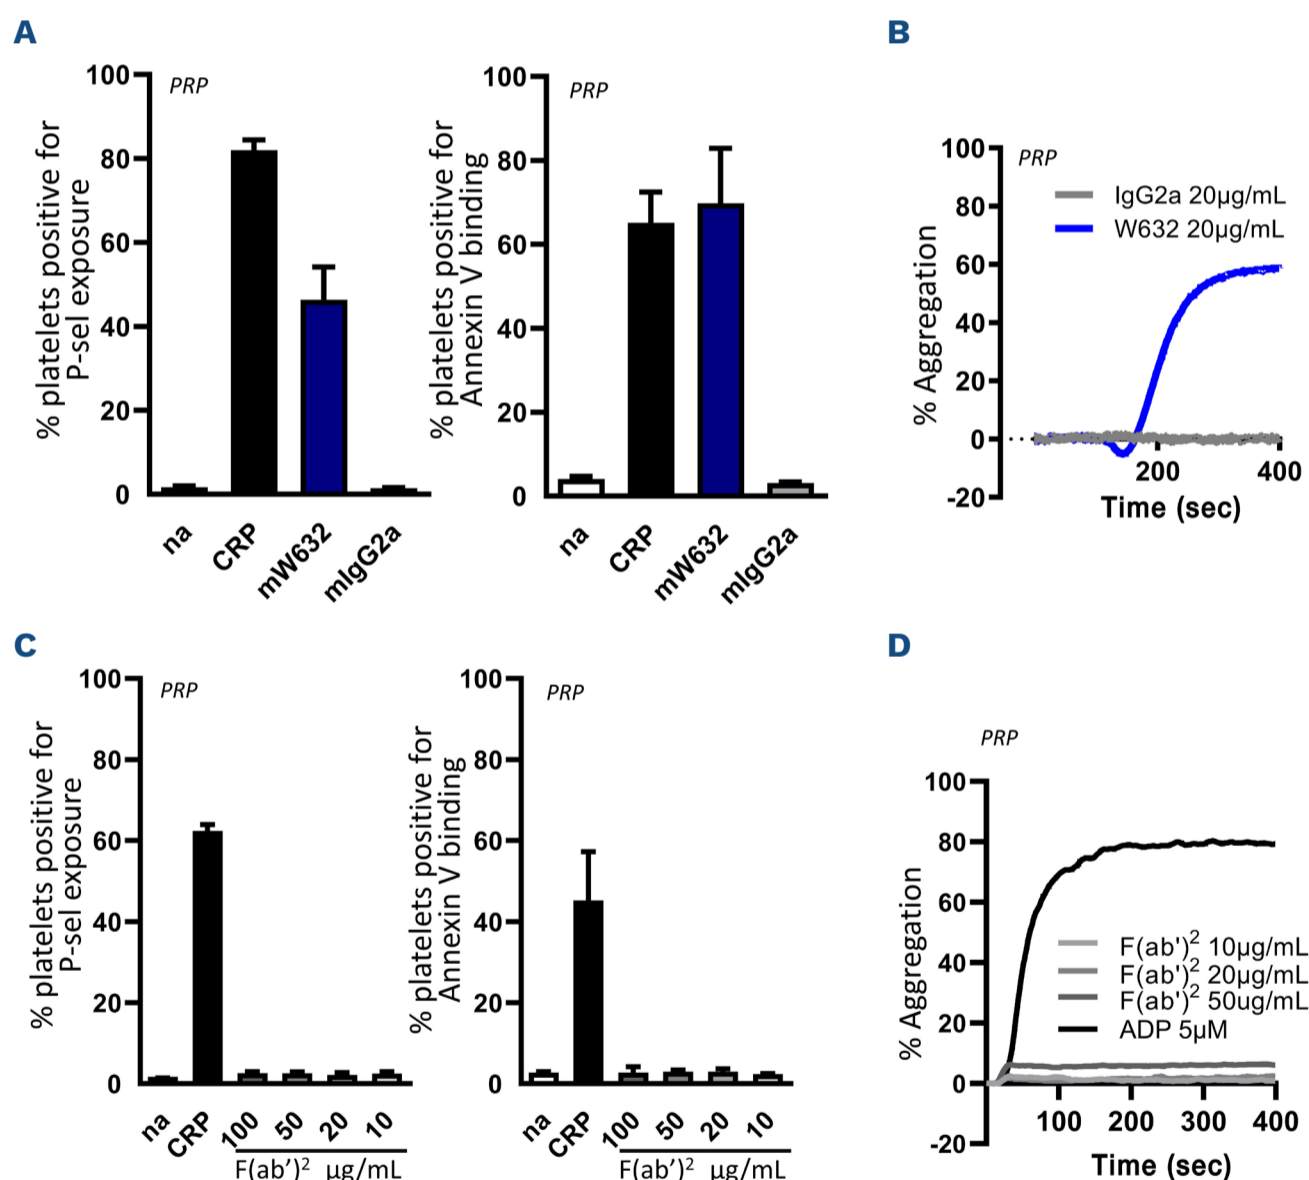 A
% platelets positive for
P-sel exposure
100
80
60
40
20
0
PRP
na
CRP
mW632
mIgG2a
% platelets positive for
Annexin V binding
100
80
60
40
20
0
PRP
na
CRP
mW632
mIgG2a
B
% Aggregation
100
80
60
40
20
0
-20
PRP
IgG2a 20µg/mL
W632 20µg/mL
200
400
Time (sec)
C
% platelets positive for
P-sel exposure
100
80
60
40
20
0
PRP
na
CRP
100
50
20
10
F(ab’)² µg/mL
% platelets positive for
Annexin V binding
100
80
60
40
20
0
PRP
na
CRP
100
50
20
10
F(ab’)² µg/mL
D
PRP
% Aggregation
100
80
60
40
20
0
-20
F(ab')² 10µg/mL
F(ab')² 20µg/mL
F(ab')² 50ug/mL
ADP 5µM
100
200
300
400
Time (sec)